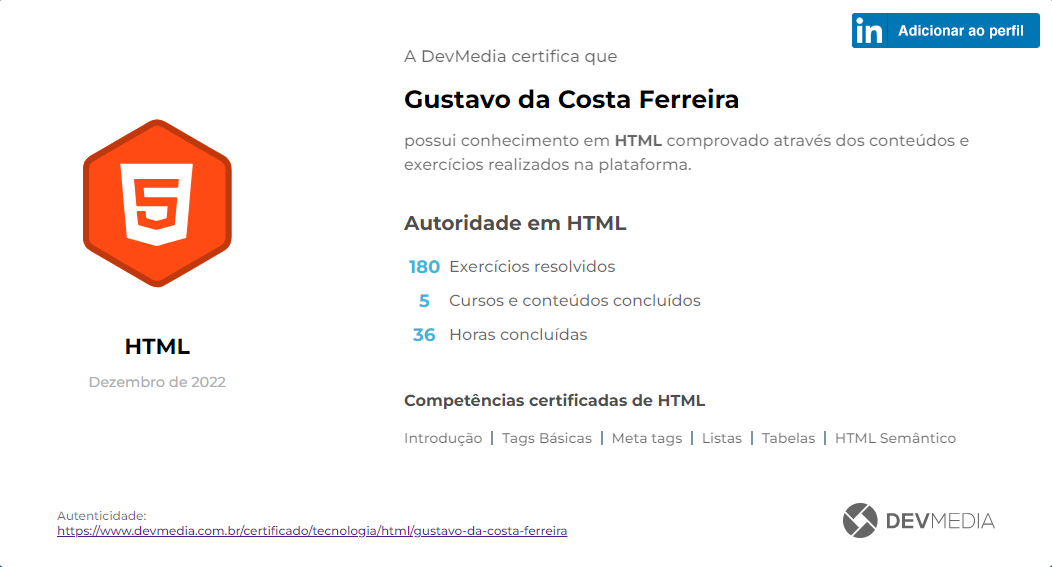 in Adicionar ao perfil
A DevMedia certifica que
Gustavo da Costa Ferreira
possui conhecimento em HTML comprovado através dos conteúdos e
exercícios realizados na plataforma.
5
HTML
Dezembro de 2022
Autoridade em HTML
180 Exercícios resolvidos
5 Cursos e conteúdos concluídos
36 Horas concluídas
Competências certificadas de HTML
Introdução | Tags Básicas | Meta tags | Listas | Tabelas | HTML Semântico
Autenticidade:
https://www.devmedia.com.br/certificado/tecnologia/html/gustavo-da-costa-ferreira
DEVMEDIA